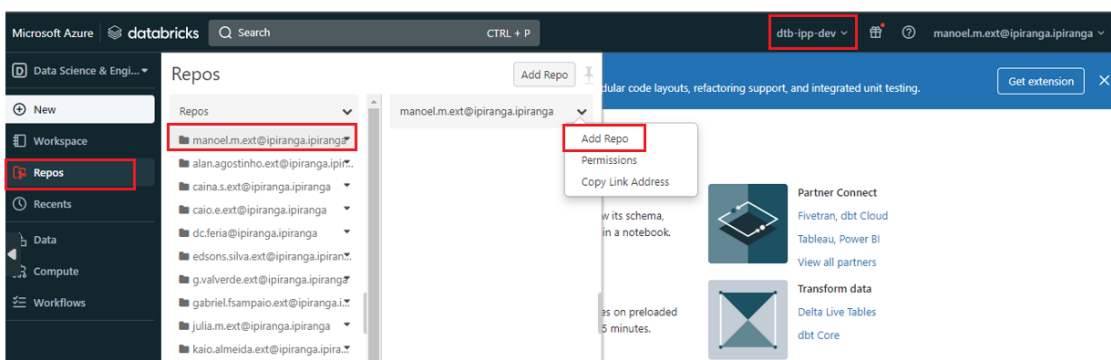 Microsoft Azure databricks Search CTRL + P dtb-ipp-dev manoel.m.ext@ipiranga.ipiranga
D Data Science & Engi...
New
Workspace
Repos
Recents
Data
Compute
Workflows
Repos Add Repo
Repos
manoel.m.ext@ipiranga.ipiranga
alan.agostinho.ext@ipiranga.ipir...
caina.s.ext@ipiranga.ipiranga
caio.e.ext@ipiranga.ipiranga
dc.feria@ipiranga.ipiranga
edsons.silva.ext@ipiranga.ipiran...
g.valverde.ext@ipiranga.ipiranga
gabriel.fsampaio.ext@ipiranga.i...
julia.m.ext@ipiranga.ipiranga
kaio.almeida.ext@ipiranga.ipira...
manoel.m.ext@ipiranga.ipiranga
Add Repo
Permissions
Copy Link Address
dular code layouts, refactoring support, and integrated unit testing. Get extension
w its schema,
in a notebook.
es on preloaded
5 minutes.
Partner Connect
Fivetran, dbt Cloud
Tableau, Power BI
View all partners
Transform data
Delta Live Tables
dbt Core